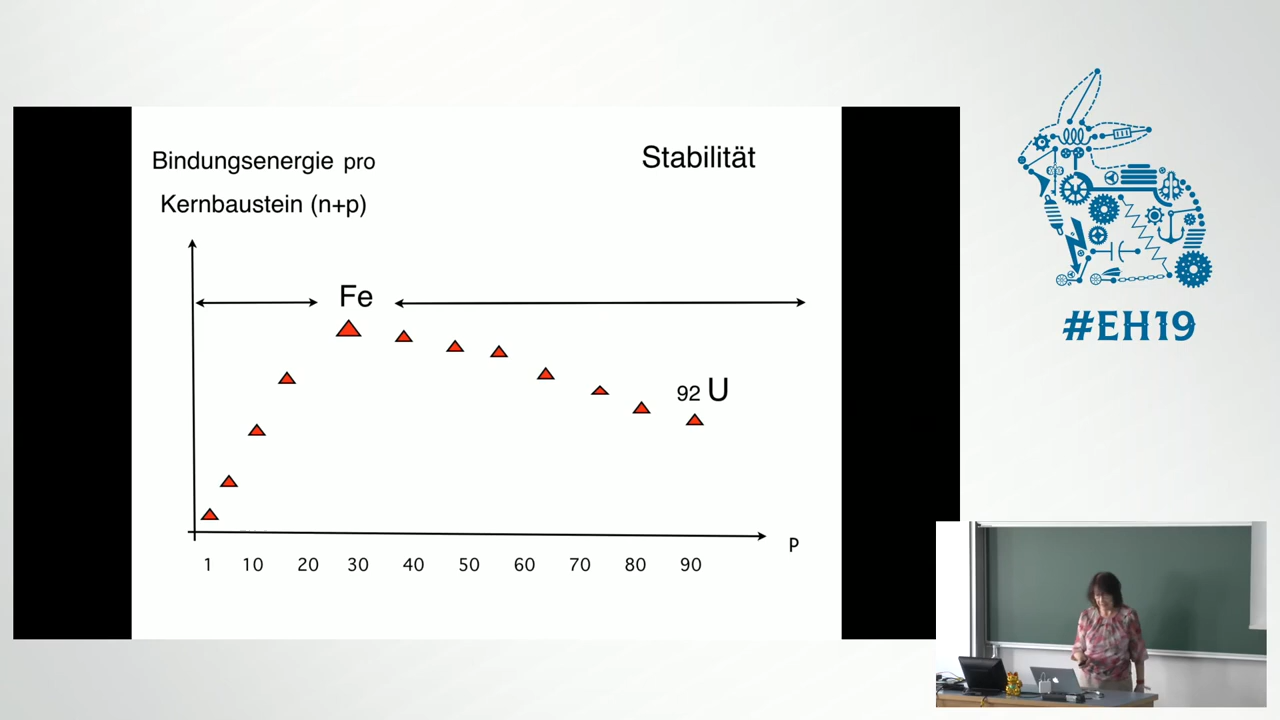 Bindungsenergie pro
Kernbaustein (n+p)
Stabilität
Fe
92 U
P
1 10 20 30 40 50 60 70 80 90
#EH19